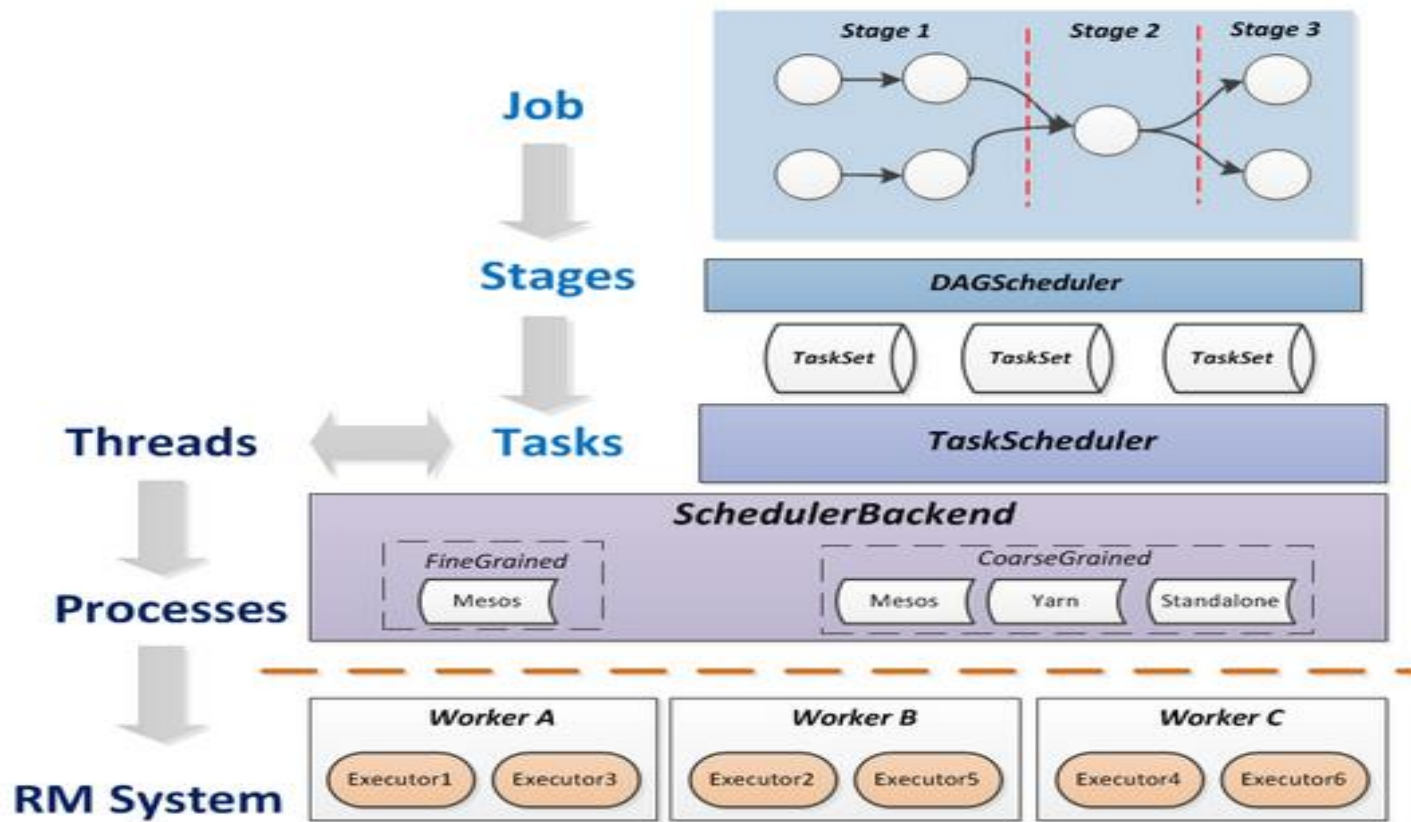 Stage 1 Stage 2 Stage 3
Job
Stages
DAGScheduler
TaskSet TaskSet TaskSet
Threads Tasks
TaskScheduler
SchedulerBackend
FineGrained CoarseGrained
Mesos Mesos Yarn Standalone
Processes
Worker A Worker B Worker C
Executor1 Executor3 Executor2 Executor5 Executor4 Executor6
RM System